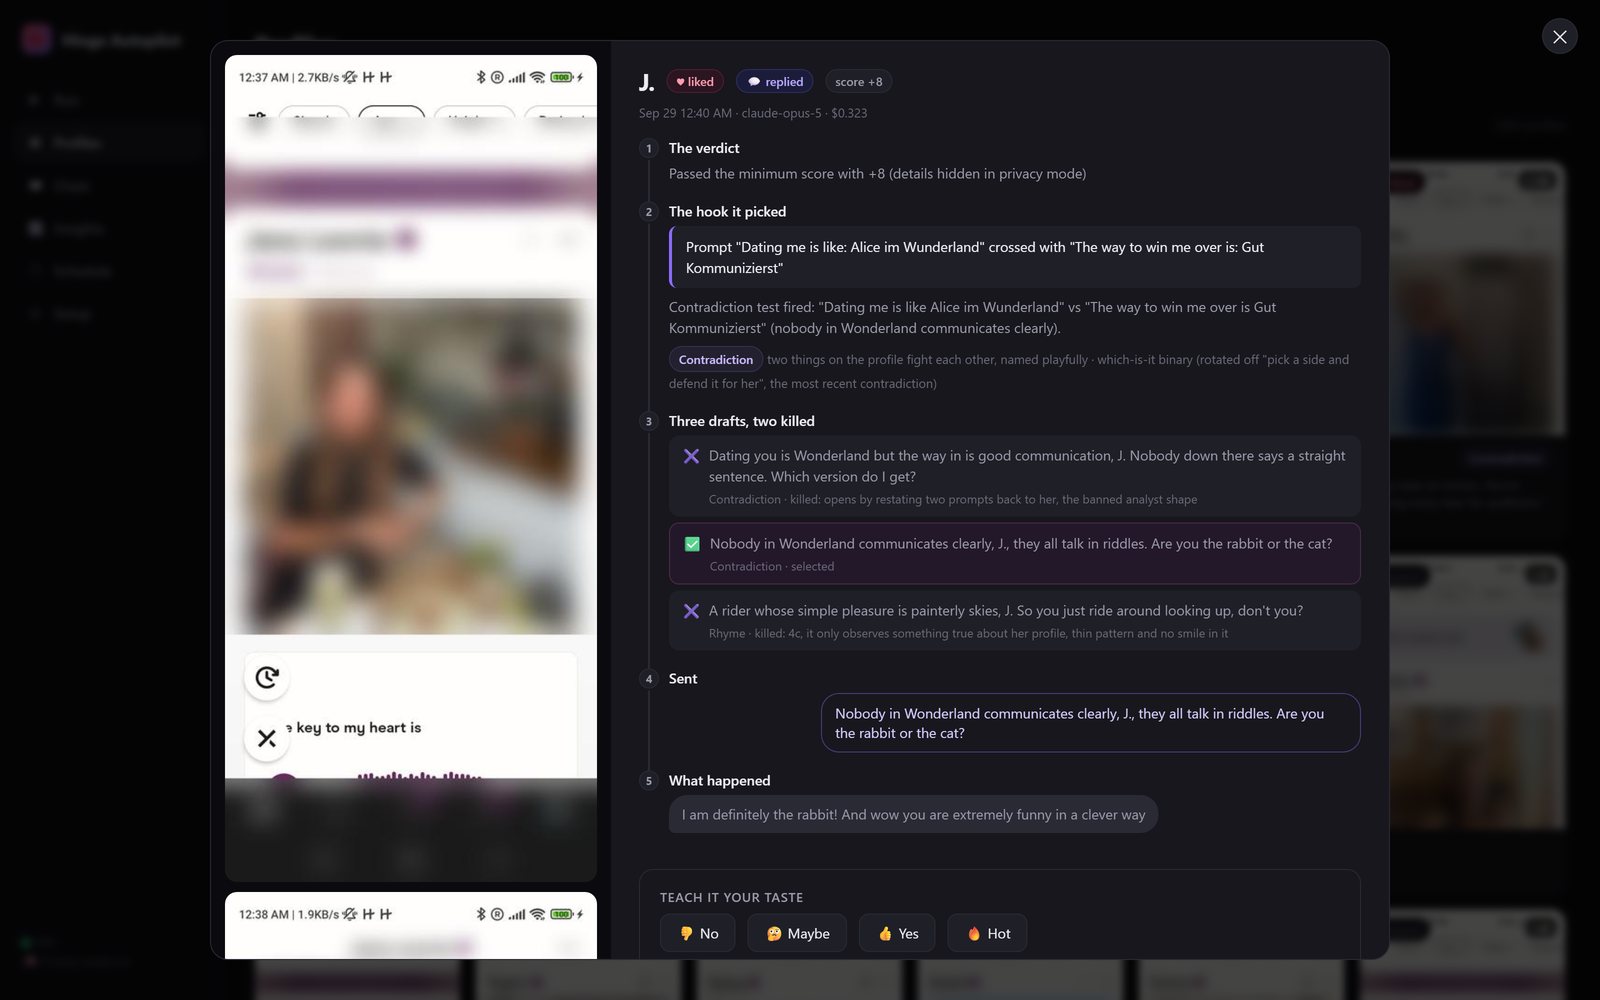 12:37 AM | 2.7KB/s
100
e key to my heart is
12:38 AM | 1.9KB/s
100
J.
liked
replied
score +8
Sep 29 12:40 AM · claude-opus-5 · $0.323
1
The verdict
Passed the minimum score with +8 (details hidden in privacy mode)
2
The hook it picked
Prompt "Dating me is like: Alice im Wunderland" crossed with "The way to win me over is: Gut
Kommunizierst"
Contradiction test fired: "Dating me is like Alice im Wunderland" vs "The way to win me over is Gut
Kommunizierst" (nobody in Wonderland communicates clearly).
Contradiction two things on the profile fight each other, named playfully · which-is-it binary (rotated off "pick a side and
defend it for her", the most recent contradiction)
3
Three drafts, two killed
Dating you is Wonderland but the way in is good communication, J. Nobody down there says a straight
sentence. Which version do I get?
Contradiction · killed: opens by restating two prompts back to her, the banned analyst shape
Nobody in Wonderland communicates clearly, J., they all talk in riddles. Are you the rabbit or the cat?
Contradiction · selected
A rider whose simple pleasure is painterly skies, J. So you just ride around looking up, don't you?
Rhyme · killed: 4c, it only observes something true about her profile, thin pattern and no smile in it
4
Sent
Nobody in Wonderland communicates clearly, J., they all talk in riddles. Are you
the rabbit or the cat?
5
What happened
I am definitely the rabbit! And wow you are extremely funny in a clever way
TEACH IT YOUR TASTE
No
Maybe
Yes
Hot